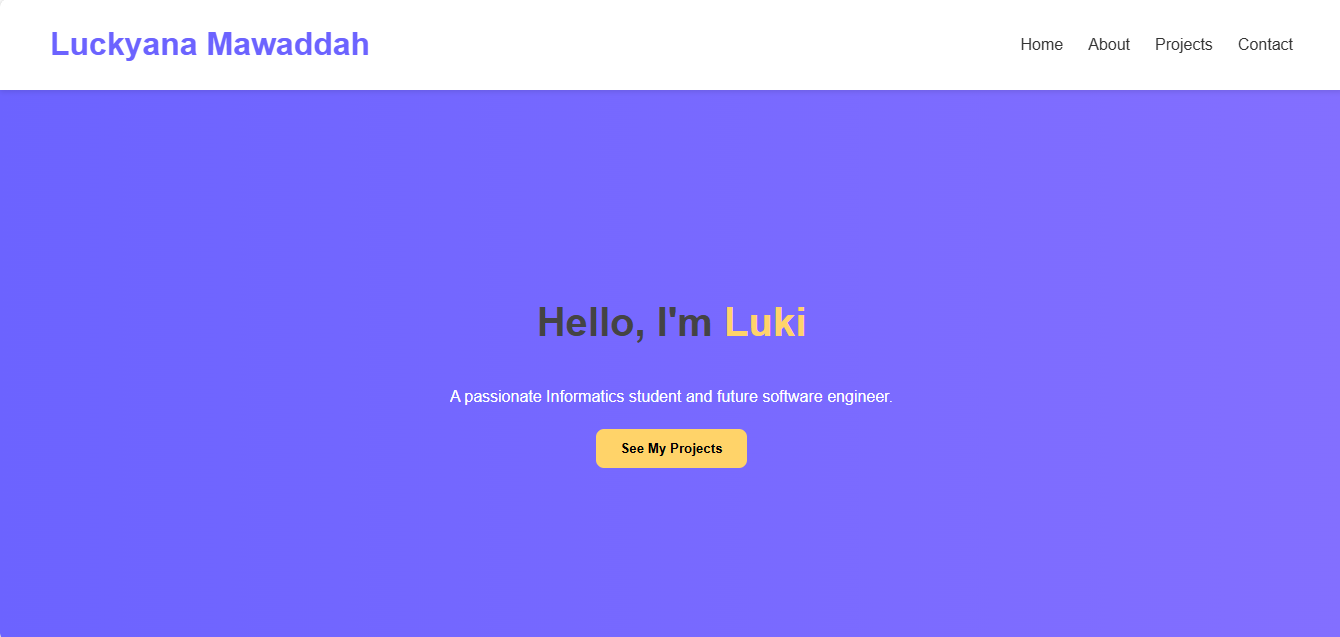 Luckyana Mawaddah
Home About Projects Contact
Hello, I'm Luki
A passionate Informatics student and future software engineer.
See My Projects